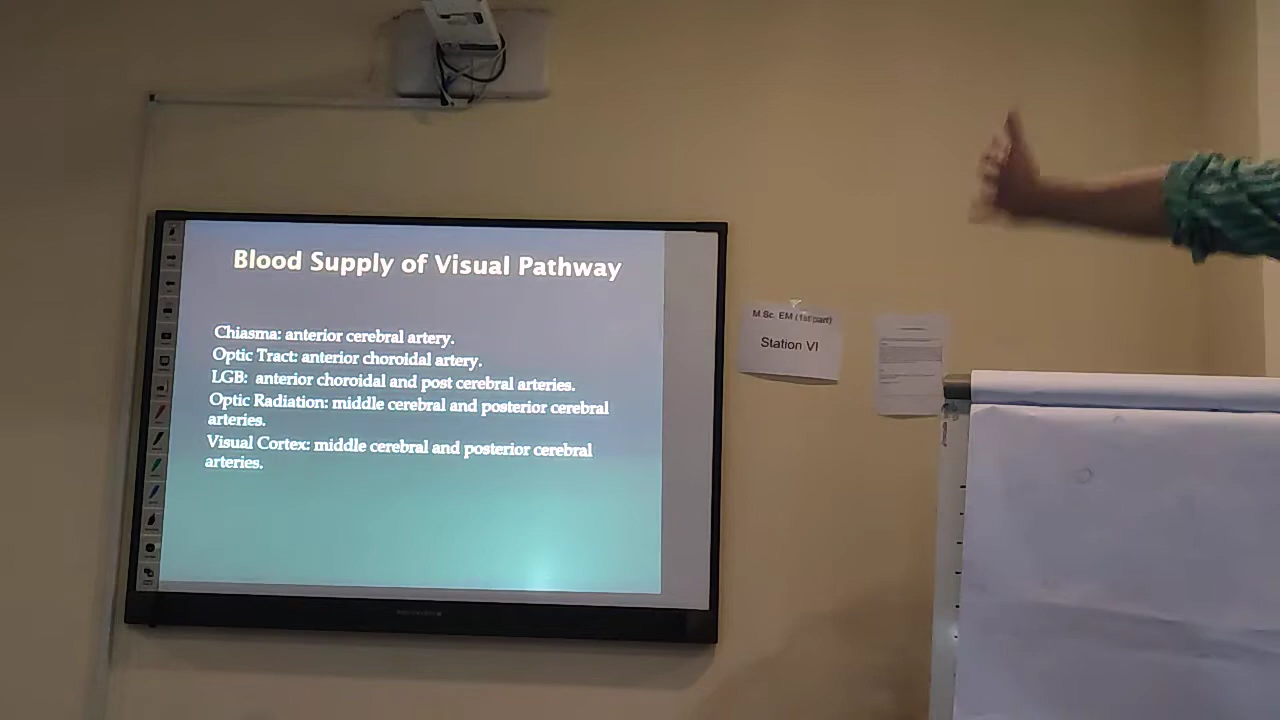 Blood Supply of Visual Pathway
Chiasma: anterior cerebral artery.
Optic Tract: anterior choroidal artery.
LGB: anterior choroidal and post cerebral arteries.
Optic Radiation: middle cerebral and posterior cerebral
arteries.
Visual Cortex: middle cerebral and posterior cerebral
arteries.
M.Sc. EM (1st part)
Station VI